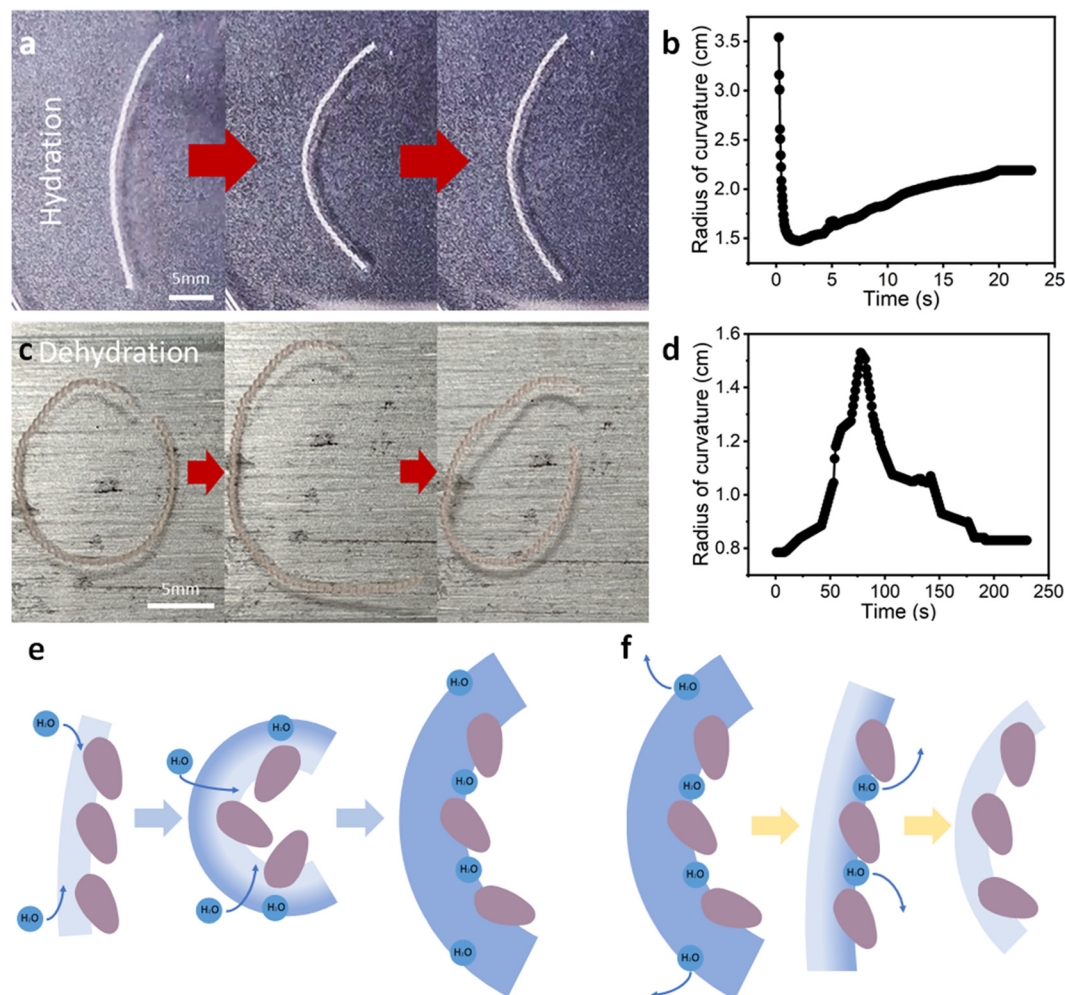 a
Hydration
5mm
b
Radius of curvature (cm)
3.5
3.0
2.5
2.0
1.5
0
5
10
15
20
25
Time (s)
c Dehydration
5mm
d
Radius of curvature (cm)
1.6
1.4
1.2
1.0
0.8
0
50
100
150
200
250
Time (s)
e
H₂O
H₂O
H₂O
H₂O
H₂O
H₂O
H₂O
H₂O
H₂O
H₂O
f
H₂O
H₂O
H₂O
H₂O
H₂O
H₂O